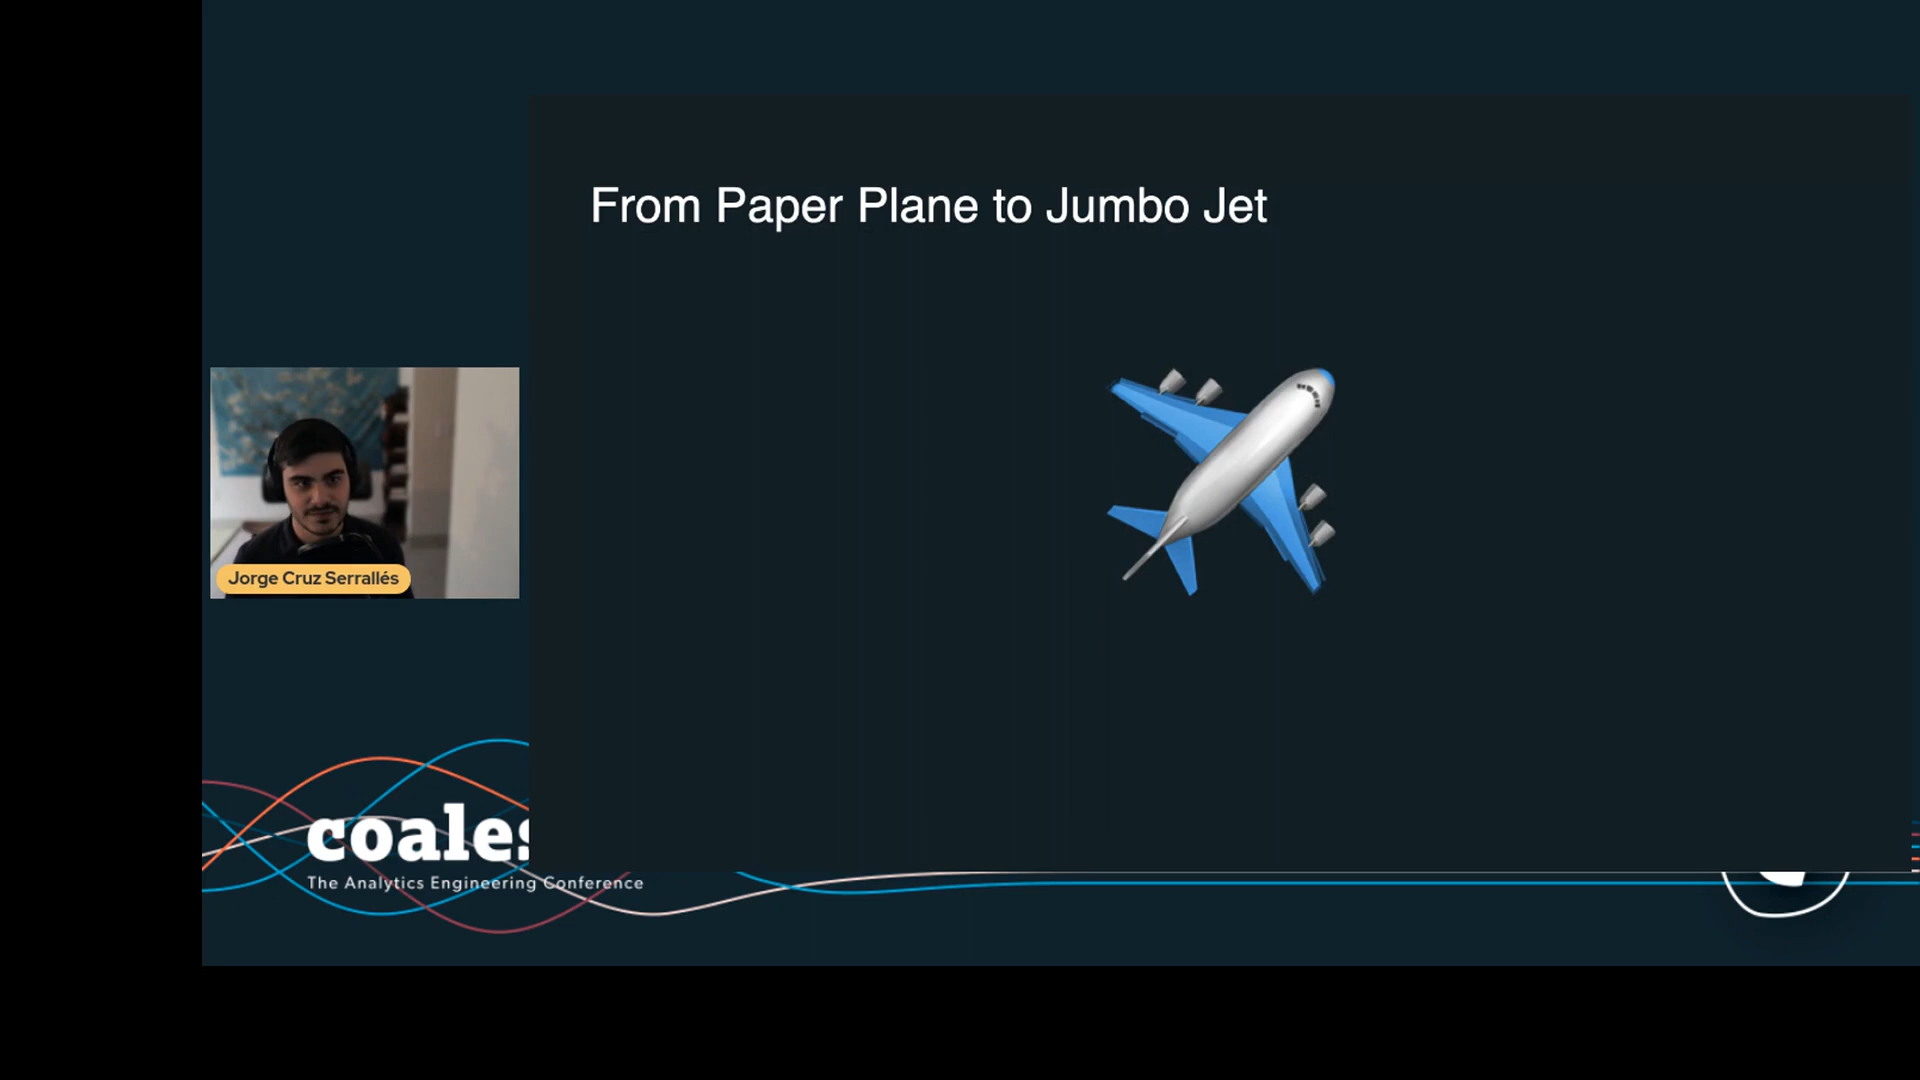 From Paper Plane to Jumbo Jet
Jorge Cruz Serrallés
coales
The Analytics Engineering Conference